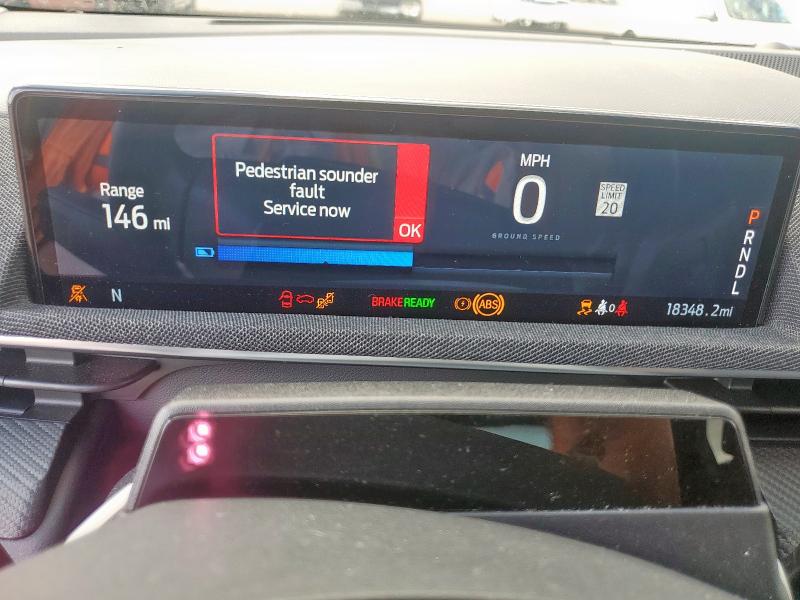 Range
146 mi
Pedestrian sounder
fault
Service now
OK
MPH
0
GROUND SPEED
SPEED
LIMIT
20
P
R
N
D
L
N
BRAKE READY
ABS
0
18348.2mi